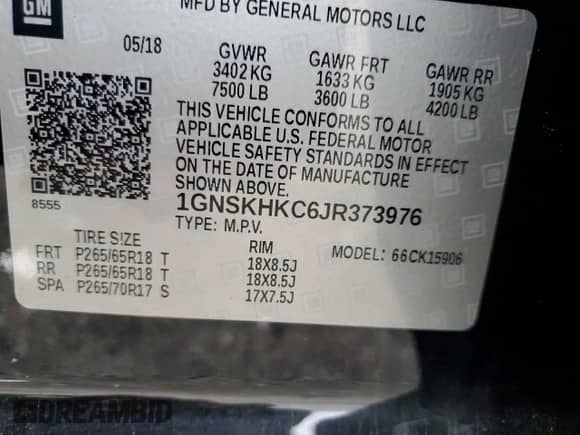 GM
MFD BY GENERAL MOTORS LLC
05/18
GVWR
3402 KG
7500 LB
GAWR FRT
1633 KG
3600 LB
GAWR RR
1905 KG
4200 LB
THIS VEHICLE CONFORMS TO ALL
APPLICABLE U.S. FEDERAL MOTOR
VEHICLE SAFETY STANDARDS IN EFFECT
ON THE DATE OF MANUFACTURE
SHOWN ABOVE.
8555
1GNSKHKC6JR373976
TYPE: M.P.V.
MODEL: 66CK15906
TIRE SIZE RIM
FRT P265/65R18 T 18X8.5J
RR P265/65R18 T 18X8.5J
SPA P265/70R17 S 17X7.5J
DREAMBID